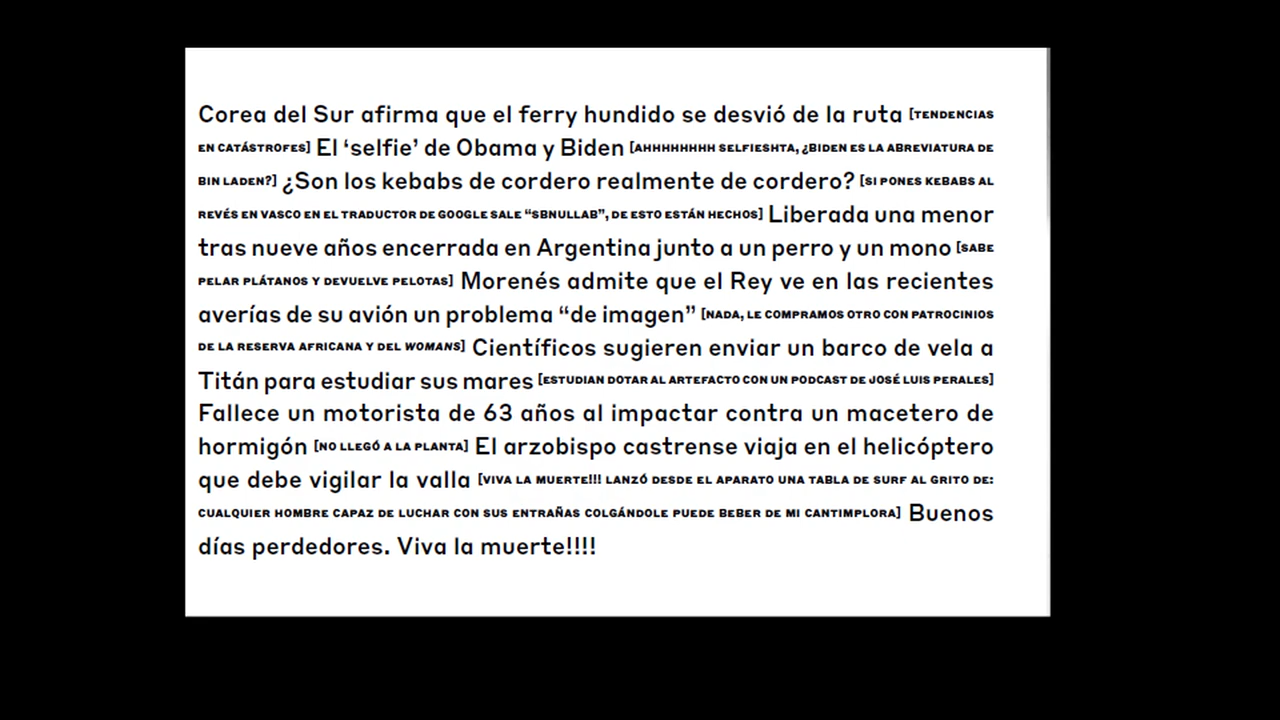 Corea del Sur afirma que el ferry hundido se desvió de la ruta [TENDENCIAS
EN CATÁSTROFES] El ‘selfie’ de Obama y Biden [AHHHHHHHH SELFIESHTA, ¿BIDEN ES LA ABREVIATURA DE
BIN LADEN?] ¿Son los kebabs de cordero realmente de cordero? [SI PONES KEBABS AL
REVÉS EN VASCO EN EL TRADUCTOR DE GOOGLE SALE “SBNULLAB”, DE ESTO ESTÁN HECHOS] Liberada una menor
tras nueve años encerrada en Argentina junto a un perro y un mono [SABE
PELAR PLÁTANOS Y DEVUELVE PELOTAS] Morenés admite que el Rey ve en las recientes
averías de su avión un problema “de imagen” [NADA, LE COMPRAMOS OTRO CON PATROCINIOS
DE LA RESERVA AFRICANA Y DEL WOMANS] Científicos sugieren enviar un barco de vela a
Titán para estudiar sus mares [ESTUDIAN DOTAR AL ARTEFACTO CON UN PODCAST DE JOSÉ LUIS PERALES]
Fallece un motorista de 63 años al impactar contra un macetero de
hormigón [NO LLEGÓ A LA PLANTA] El arzobispo castrense viaja en el helicóptero
que debe vigilar la valla [VIVA LA MUERTE!!! LANZÓ DESDE EL APARATO UNA TABLA DE SURF AL GRITO DE:
CUALQUIER HOMBRE CAPAZ DE LUCHAR CON SUS ENTRAÑAS COLGÁNDOLE PUEDE BEBER DE MI CANTIMPLORA] Buenos
días perdedores. Viva la muerte!!!!